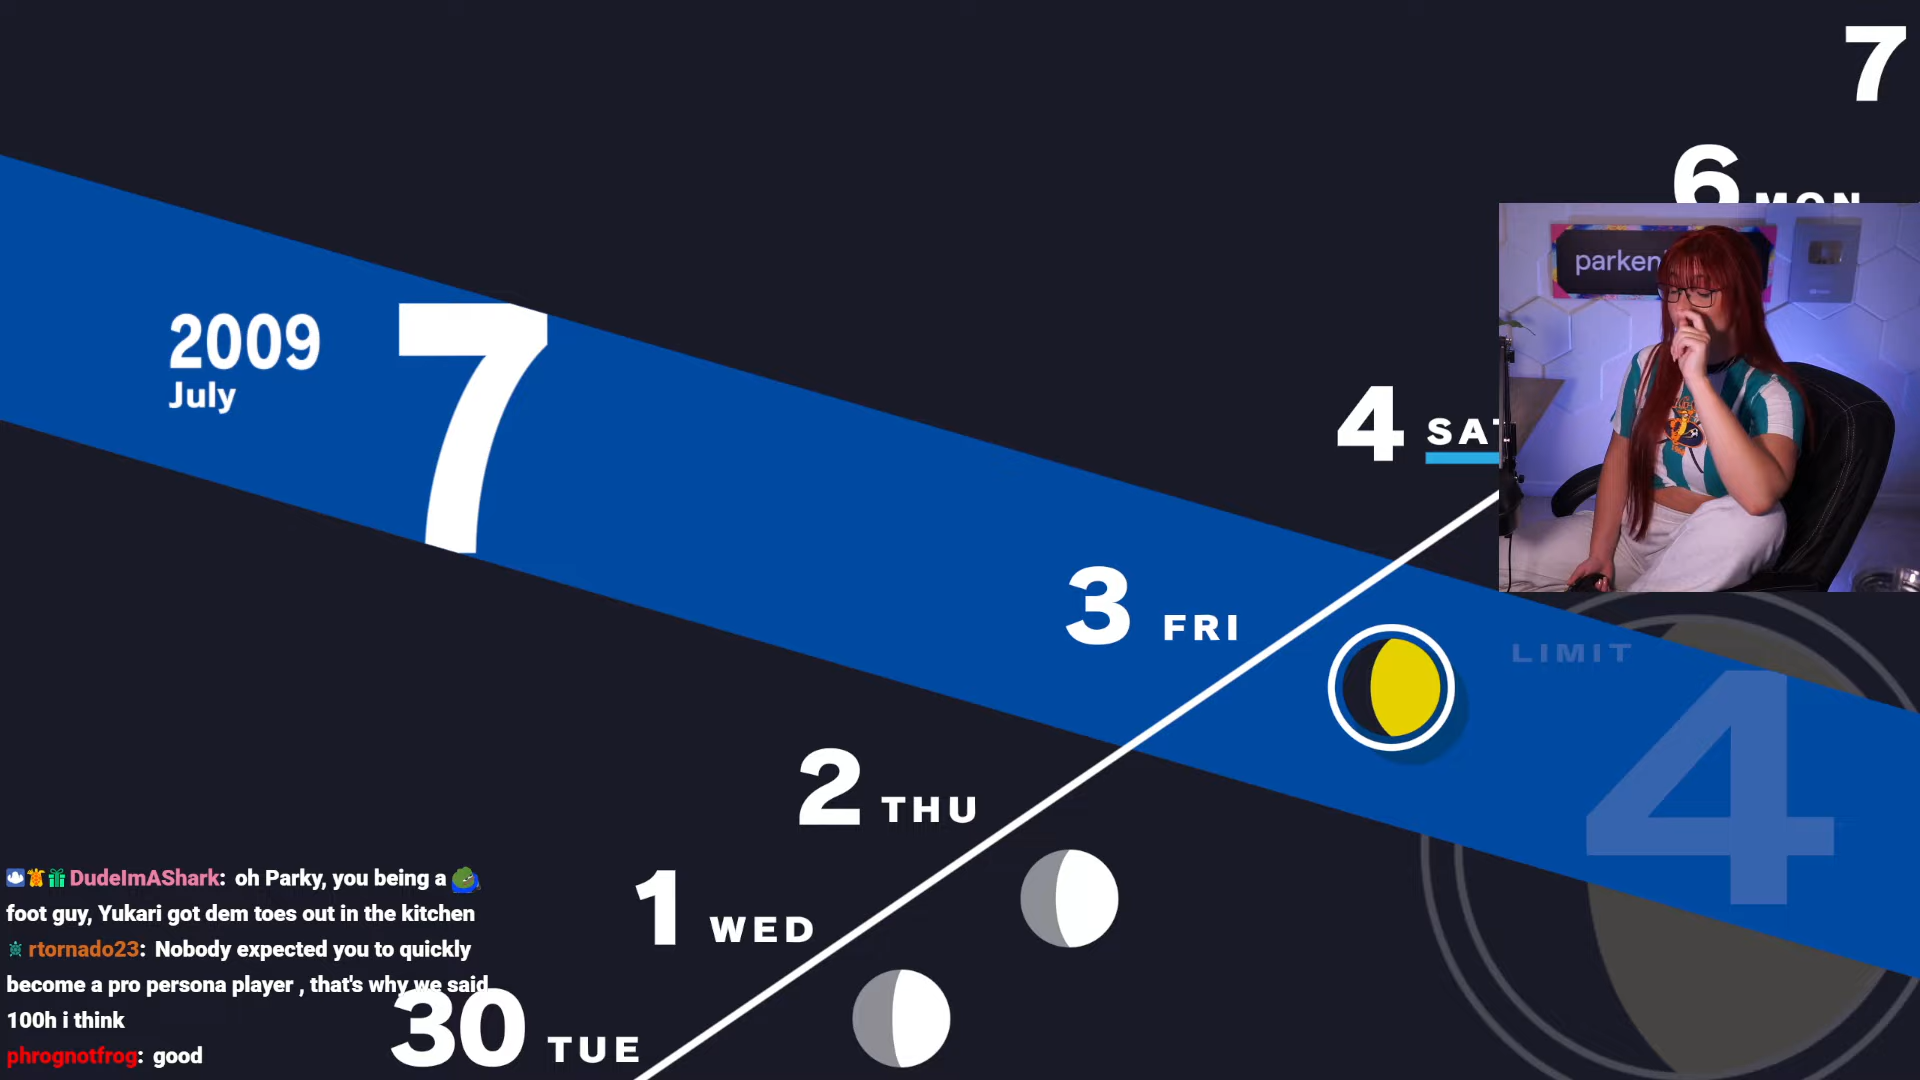 7
6 MON
parken
2009
July
7
4 SAT
3 FRI
LIMIT
4
2 THU
1 WED
30 TUE
DudeImAShark: oh Parky, you being a
foot guy, Yukari got dem toes out in the kitchen
rtornado23: Nobody expected you to quickly
become a pro persona player , that's why we said
100h i think
phrognotfrog: good